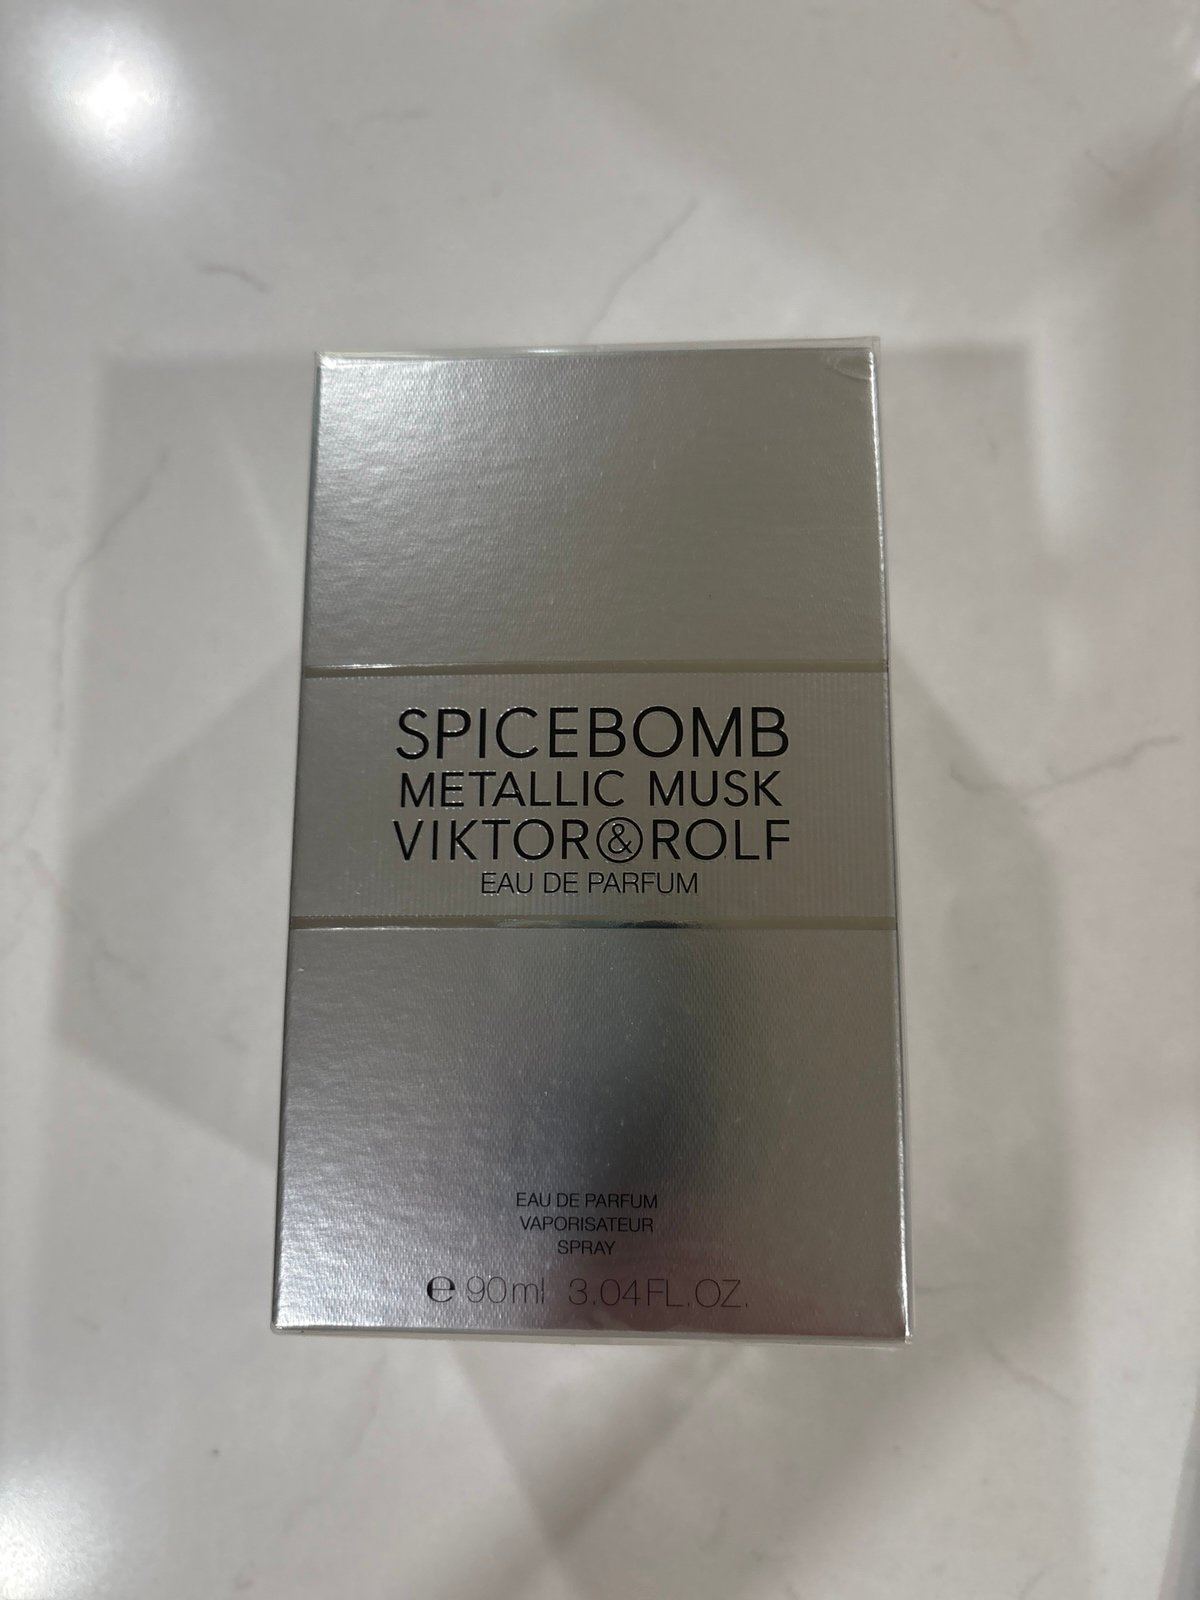 SPICEBOMB
METALLIC MUSK
VIKTOR&ROLF
EAU DE PARFUM
EAU DE PARFUM
VAPORISATEUR
SPRAY
℮ 90ml 3.04FL.OZ.